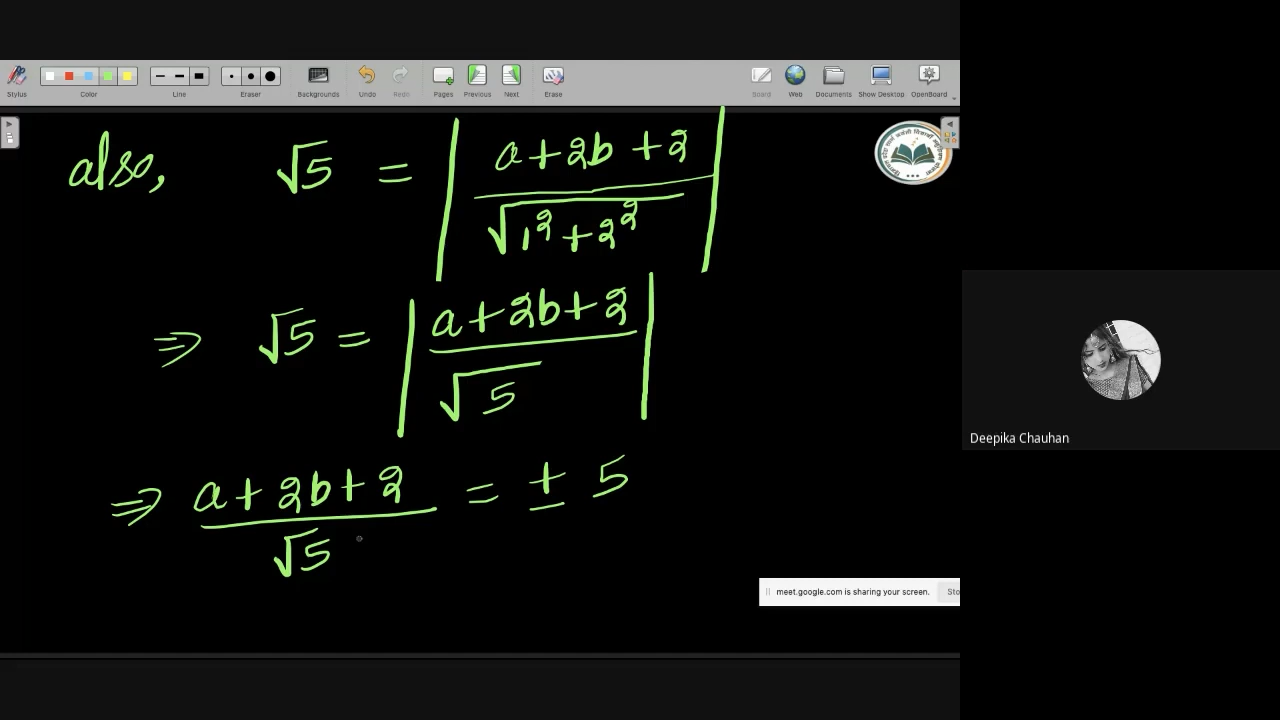 Stylus Color Line Eraser Backgrounds Undo Redo Pages Previous Next Erase Board Web Documents Show Desktop OpenBoard
also, √5 = | a+2b+2 / √1²+2² |
⇒ √5 = | a+2b+2 / √5 |
⇒ a+2b+2 / √5 = ± 5
Deepika Chauhan
meet.google.com is sharing your screen. Sto